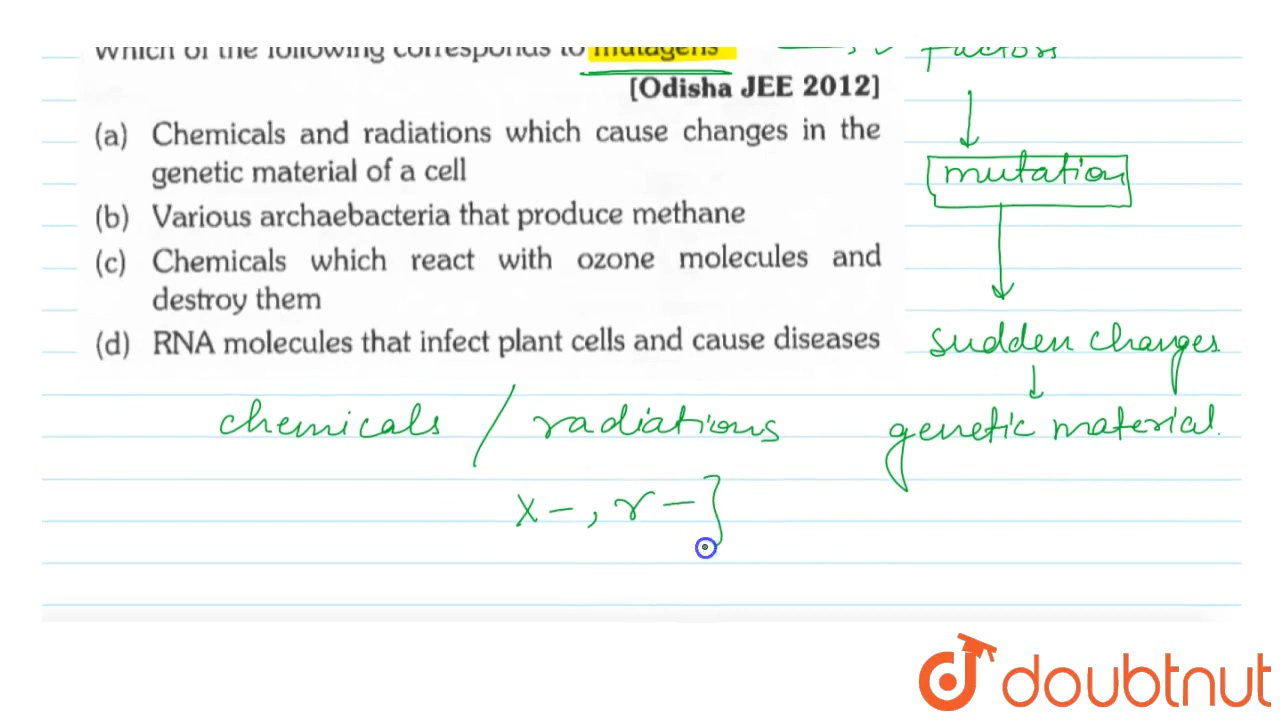 Which of the following corresponds to mutagens
[Odisha JEE 2012]
(a) Chemicals and radiations which cause changes in the
genetic material of a cell
(b) Various archaebacteria that produce methane
(c) Chemicals which react with ozone molecules and
destroy them
(d) RNA molecules that infect plant cells and cause diseases
Factors
mutation
sudden changes
genetic material.
chemicals / radiations
x-, γ-}
doubtnut